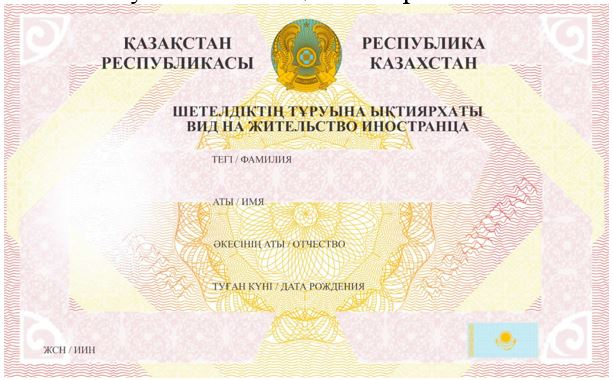 ҚАЗАҚСТАН
РЕСПУБЛИКАСЫ
РЕСПУБЛИКА
КАЗАХСТАН
ШЕТЕЛДІКТІҢ ТҰРУЫНА ЫҚТИЯРХАТЫ
ВИД НА ЖИТЕЛЬСТВО ИНОСТРАНЦА
ТЕГІ / ФАМИЛИЯ
АТЫ / ИМЯ
ӘКЕСІНІҢ АТЫ / ОТЧЕСТВО
ТУҒАН КҮНІ / ДАТА РОЖДЕНИЯ
ЖСН / ИИН